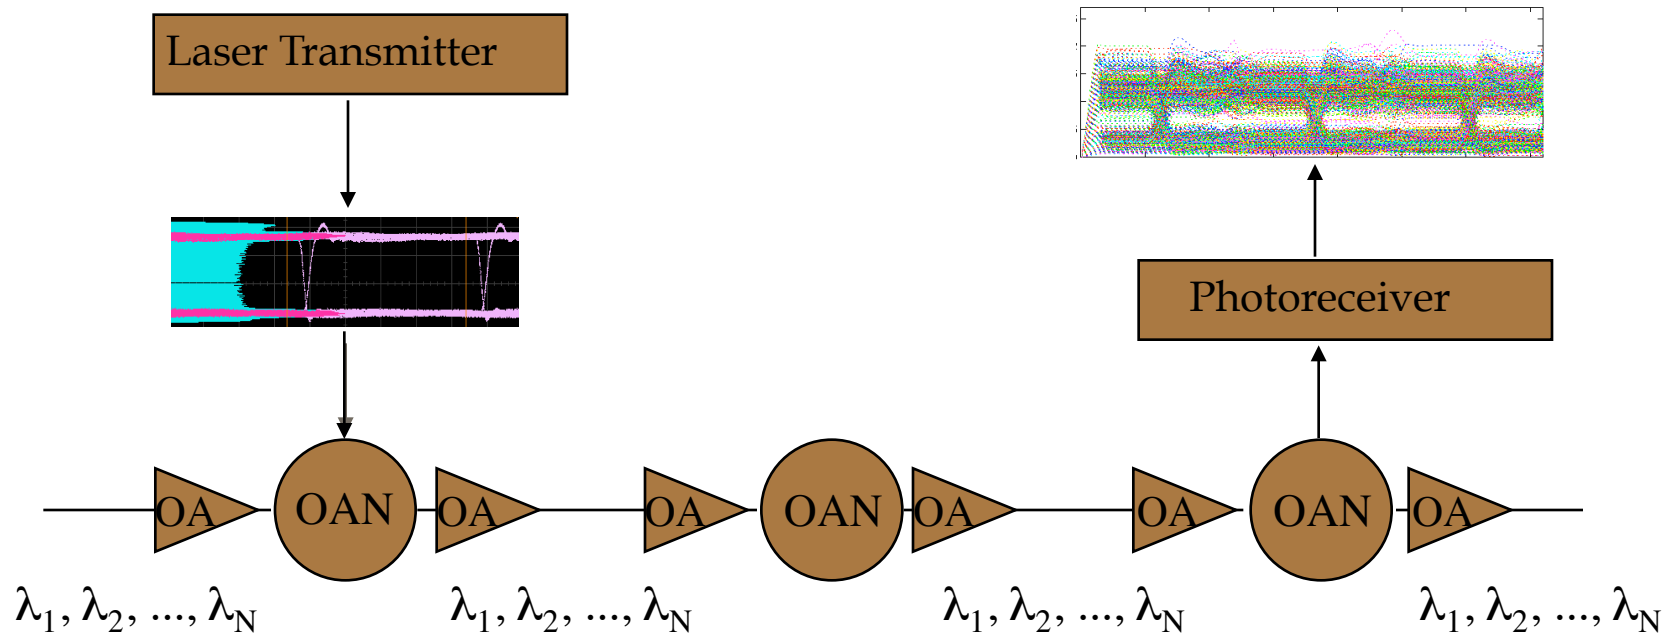 Laser Transmitter
Photoreceiver
OA OAN OA OA OAN OA OA OAN OA
λ1, λ2, ..., λN λ1, λ2, ..., λN λ1, λ2, ..., λN λ1, λ2, ..., λN